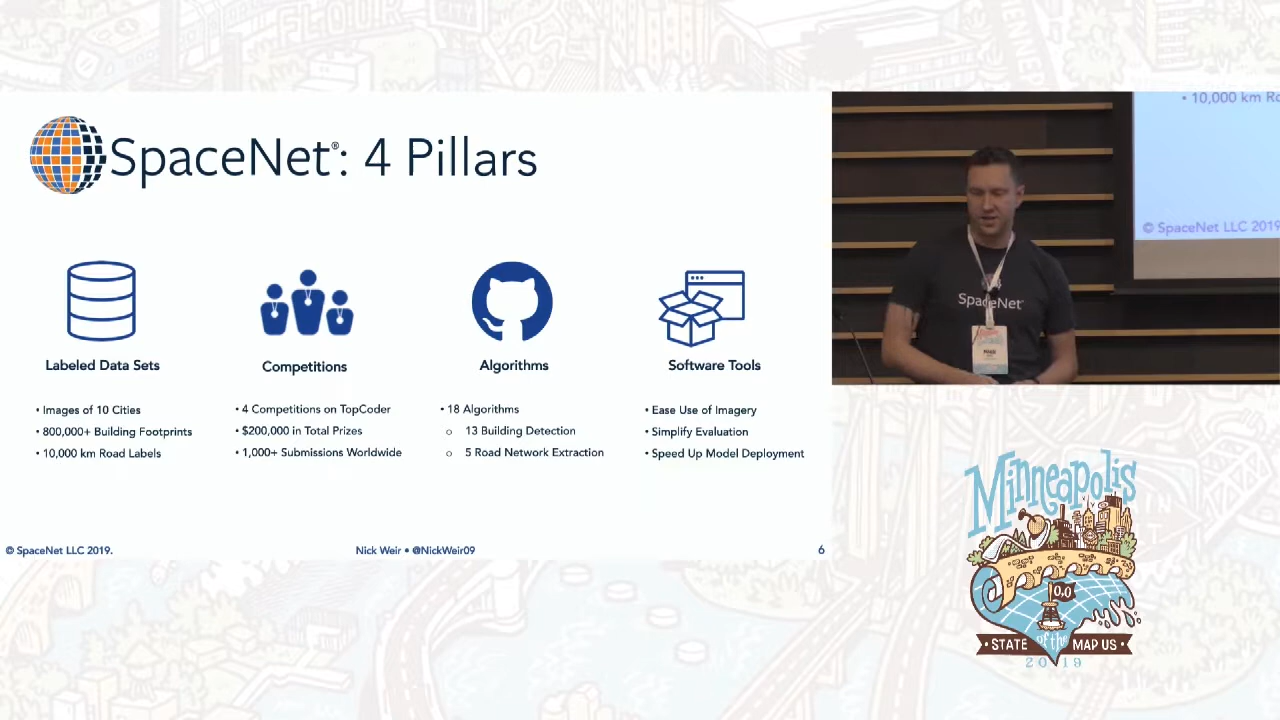 SpaceNet®: 4 Pillars
Labeled Data Sets
• Images of 10 Cities
• 800,000+ Building Footprints
• 10,000 km Road Labels
Competitions
• 4 Competitions on TopCoder
• $200,000 in Total Prizes
• 1,000+ Submissions Worldwide
Algorithms
• 18 Algorithms
o 13 Building Detection
o 5 Road Network Extraction
Software Tools
• Ease Use of Imagery
• Simplify Evaluation
• Speed Up Model Deployment
© SpaceNet LLC 2019.
Nick Weir • @NickWeir09
6
• 10,000 km Ro
© SpaceNet LLC 2019
SpaceNet
Minneapolis
0,0
• STATE of the MAP US •
2019